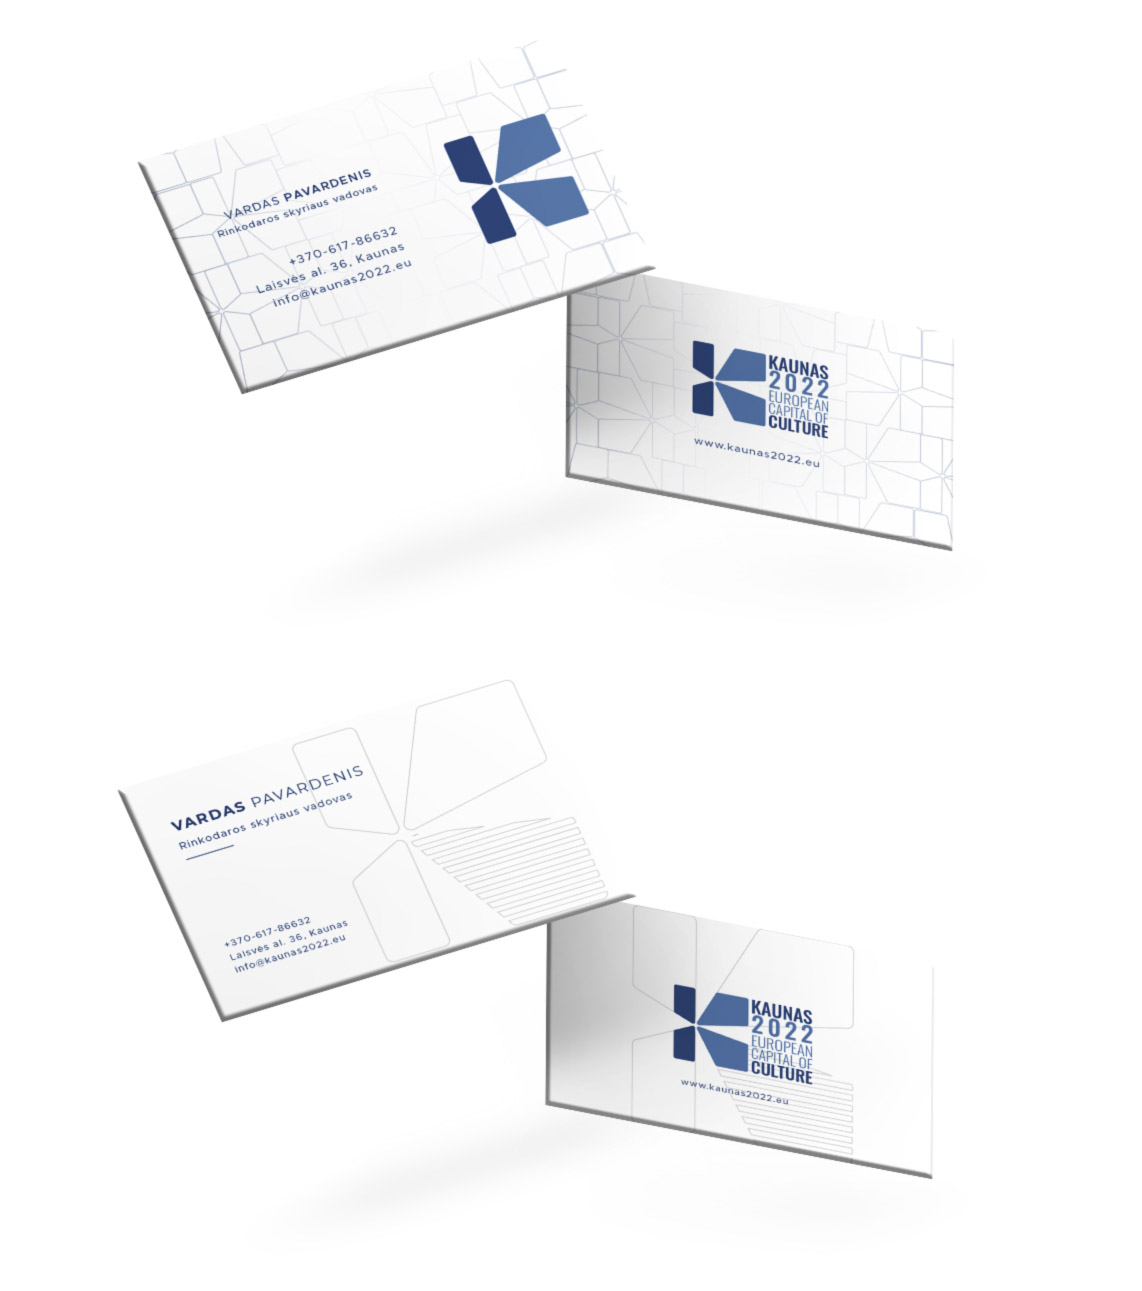 VARDAS PAVARDENIS
Rinkodaros skyriaus vadovas
+370-617-86632
Laisvės al. 36, Kaunas
info@kaunas2022.eu
KAUNAS
2022
EUROPEAN
CAPITAL OF
CULTURE
www.kaunas2022.eu
VARDAS PAVARDENIS
Rinkodaros skyriaus vadovas
+370-617-86632
Laisvės al. 36, Kaunas
info@kaunas2022.eu
KAUNAS
2022
EUROPEAN
CAPITAL OF
CULTURE
www.kaunas2022.eu